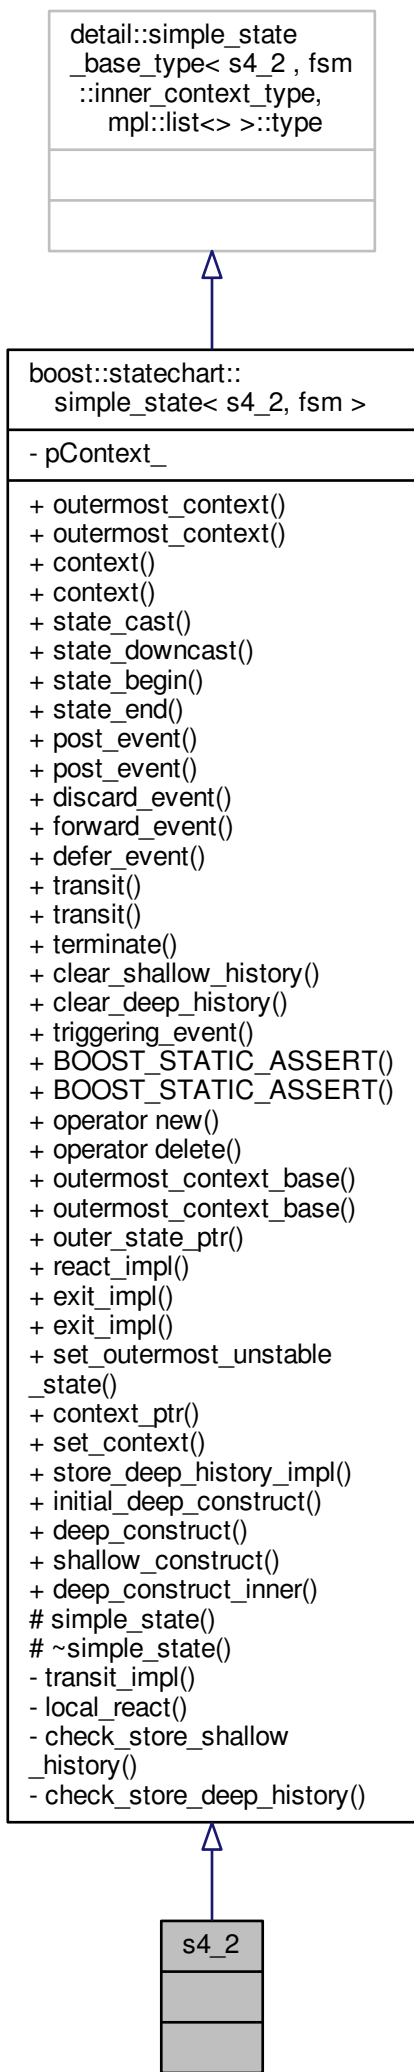 detail::simple_state
_base_type< s4_2 , fsm
::inner_context_type,
mpl::list<> >::type
boost::statechart::
simple_state< s4_2, fsm >
- pContext_
+ outermost_context()
+ outermost_context()
+ context()
+ context()
+ state_cast()
+ state_downcast()
+ state_begin()
+ state_end()
+ post_event()
+ post_event()
+ discard_event()
+ forward_event()
+ defer_event()
+ transit()
+ transit()
+ terminate()
+ clear_shallow_history()
+ clear_deep_history()
+ triggering_event()
+ BOOST_STATIC_ASSERT()
+ BOOST_STATIC_ASSERT()
+ operator new()
+ operator delete()
+ outermost_context_base()
+ outermost_context_base()
+ outer_state_ptr()
+ react_impl()
+ exit_impl()
+ exit_impl()
+ set_outermost_unstable
_state()
+ context_ptr()
+ set_context()
+ store_deep_history_impl()
+ initial_deep_construct()
+ deep_construct()
+ shallow_construct()
+ deep_construct_inner()
# simple_state()
# ~simple_state()
- transit_impl()
- local_react()
- check_store_shallow
_history()
- check_store_deep_history()
s4_2